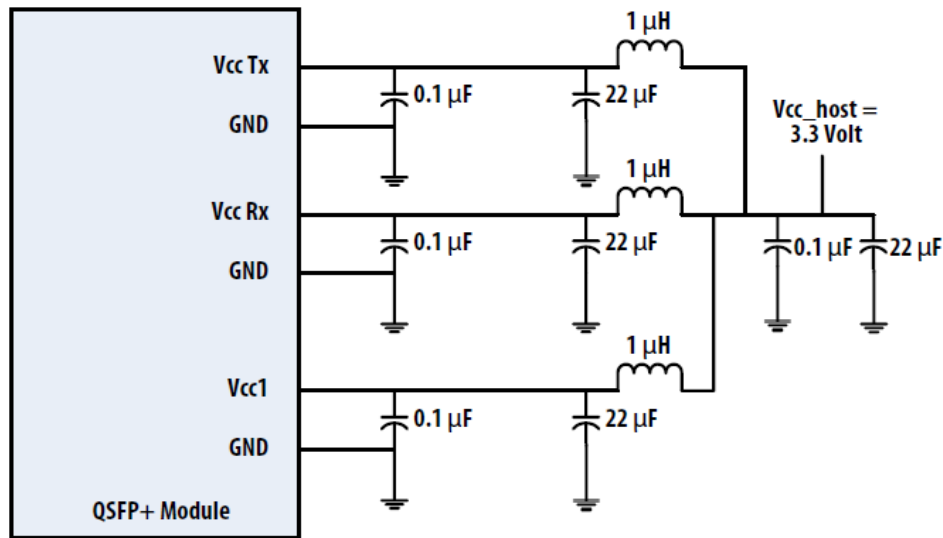 1 µH
Vcc Tx
0.1 µF
22 µF
Vcc_host =
3.3 Volt
GND
1 µH
Vcc Rx
0.1 µF
22 µF
0.1 µF
22 µF
GND
1 µH
Vcc1
0.1 µF
22 µF
GND
QSFP+ Module